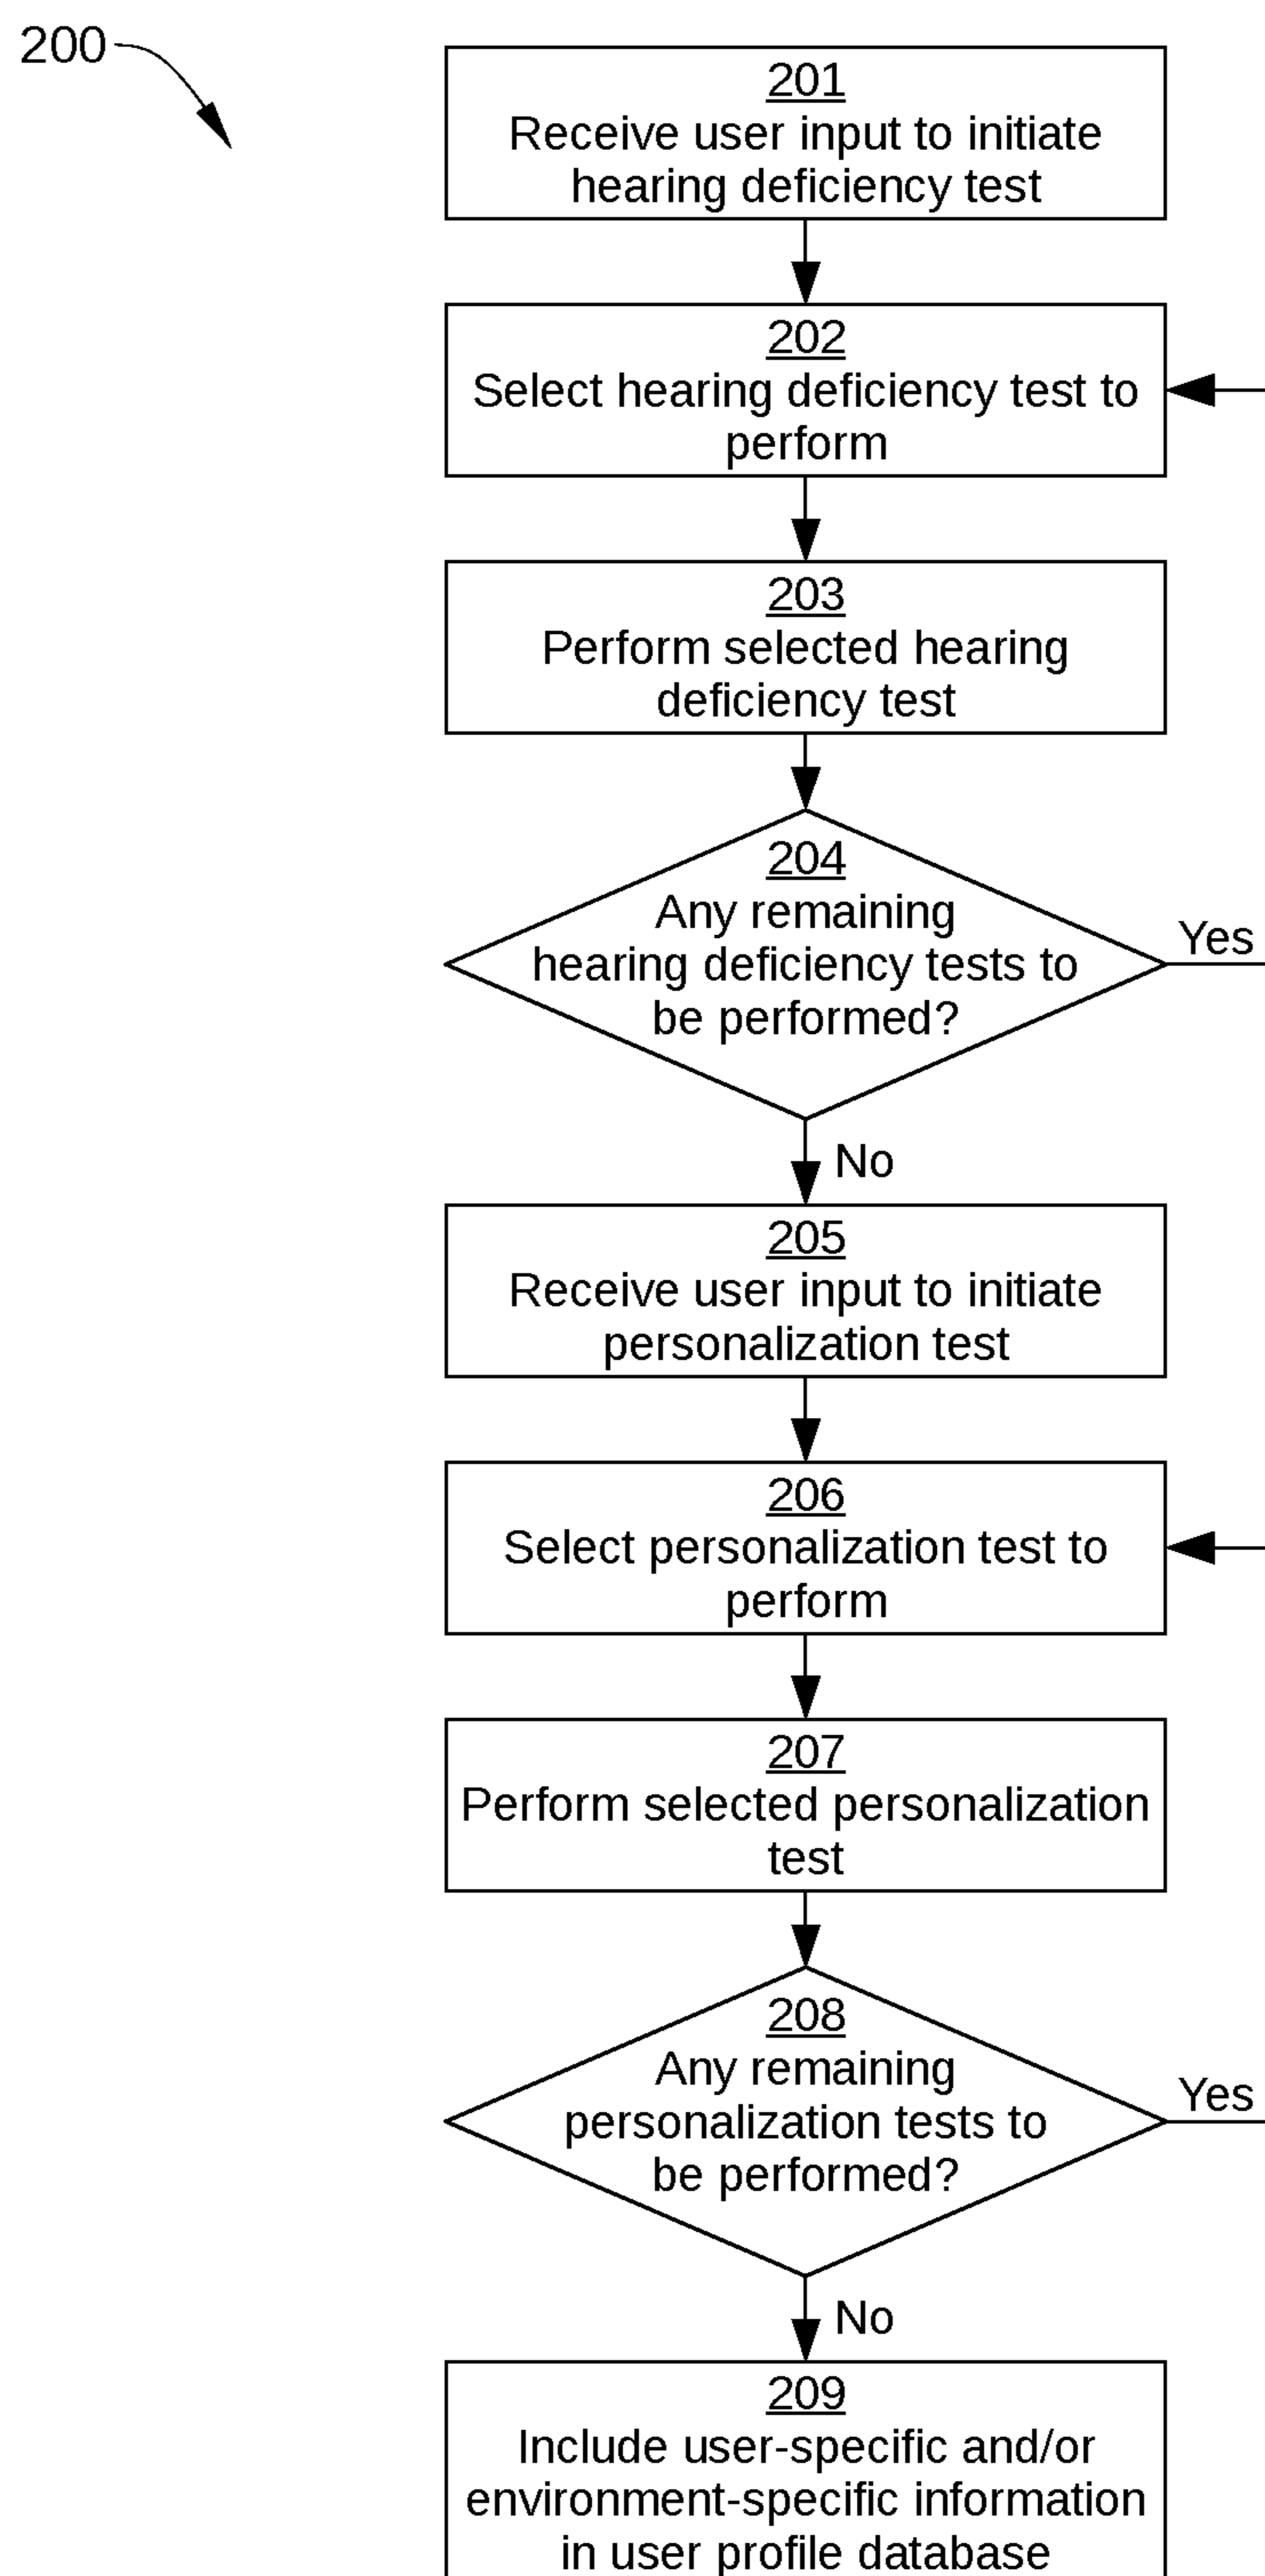 200
201
Receive user input to initiate
hearing deficiency test
202
Select hearing deficiency test to
perform
203
Perform selected hearing
deficiency test
204
Any remaining
hearing deficiency tests to
be performed?
Yes
No
205
Receive user input to initiate
personalization test
206
Select personalization test to
perform
207
Perform selected personalization
test
208
Any remaining
personalization tests to
be performed?
Yes
No
209
Include user-specific and/or
environment-specific information
in user profile database